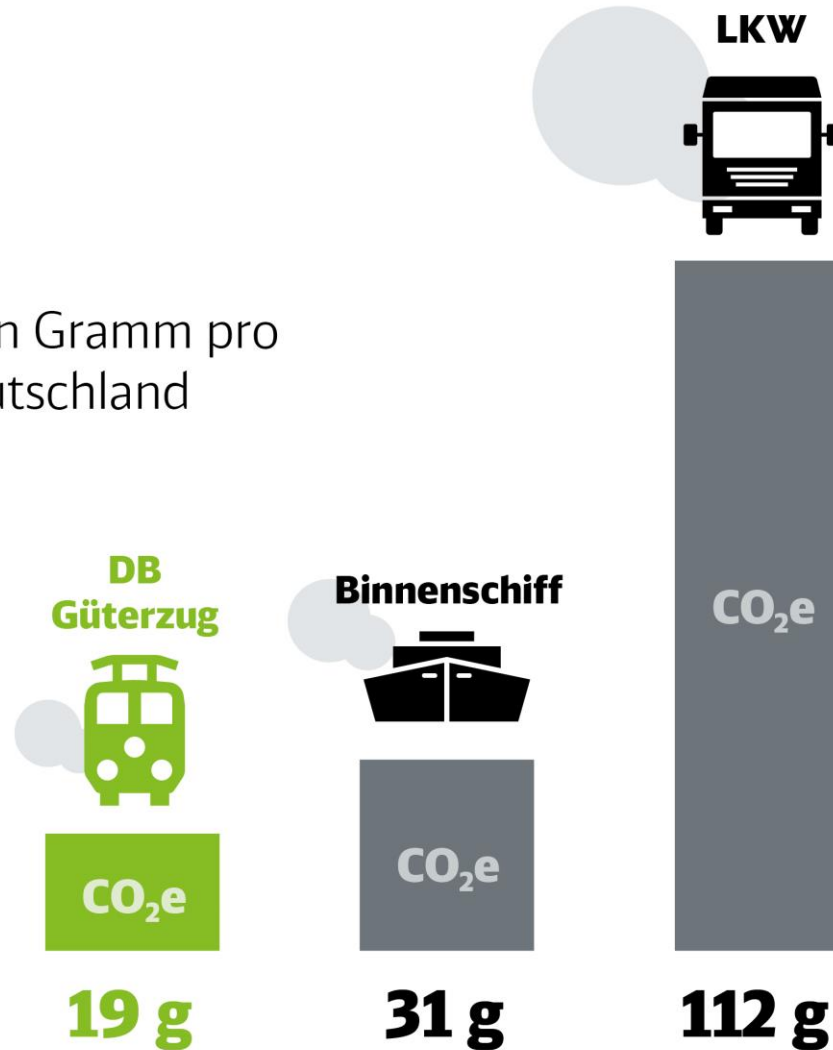 LKW
n Gramm pro
utschland
DB
Güterzug
Binnenschiff
CO₂e
CO₂e
CO₂e
19 g
31 g
112 g